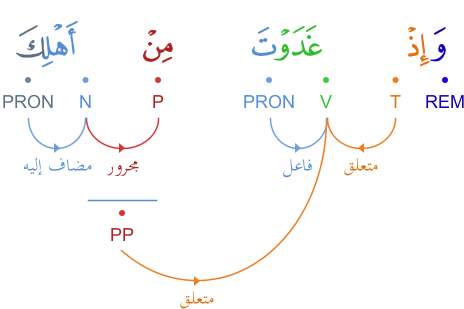 وَإِذْ غَدَوْتَ مِنْ أَهْلِكَ
REM T V PRON P N PRON
متعلق فاعل مجرور مضاف إليه
PP
متعلق